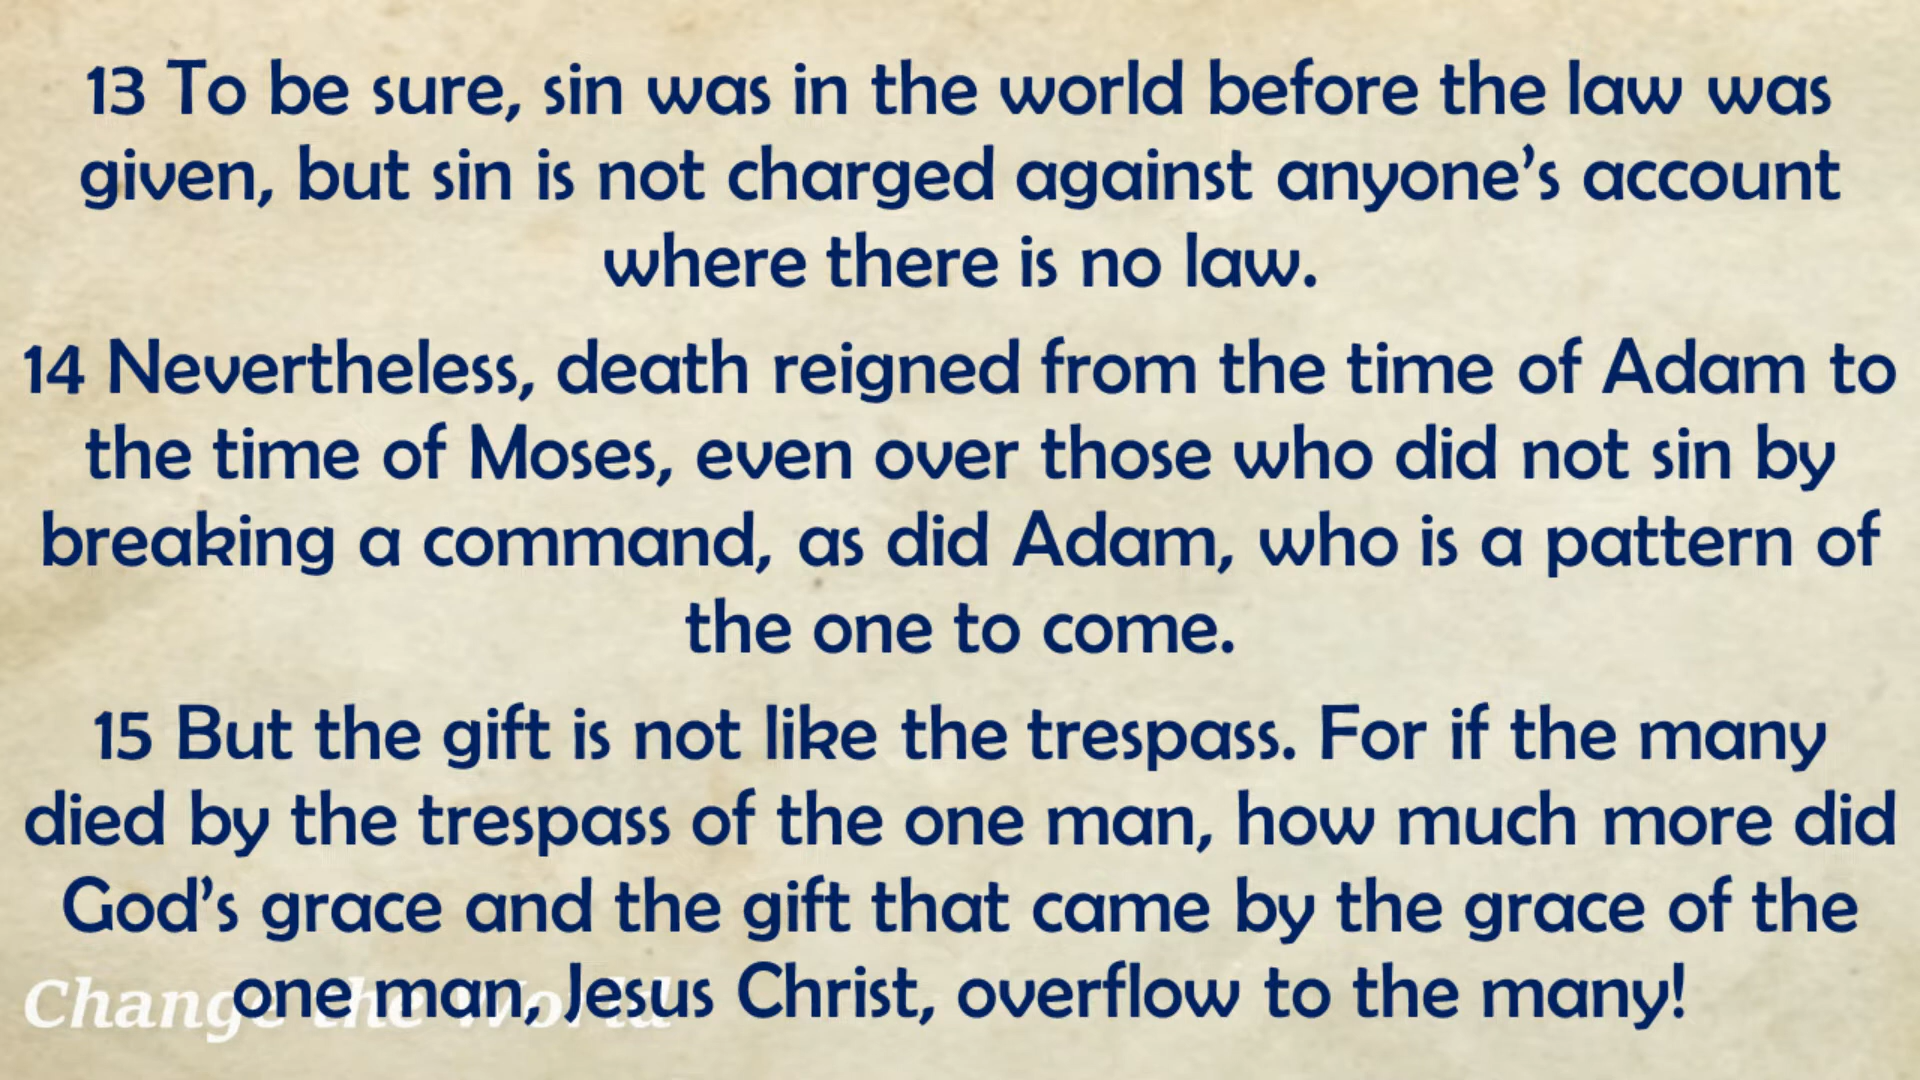 13 To be sure, sin was in the world before the law was
given, but sin is not charged against anyone’s account
where there is no law.
14 Nevertheless, death reigned from the time of Adam to
the time of Moses, even over those who did not sin by
breaking a command, as did Adam, who is a pattern of
the one to come.
15 But the gift is not like the trespass. For if the many
died by the trespass of the one man, how much more did
God’s grace and the gift that came by the grace of the
one man, Jesus Christ, overflow to the many!
Change the World